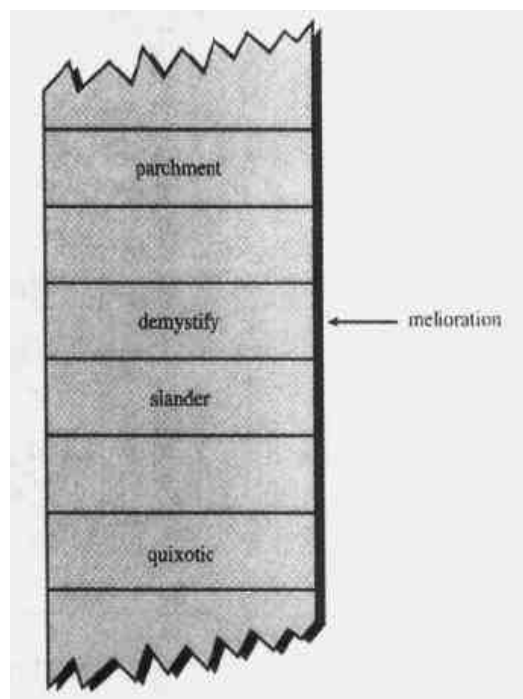 parchment
demystify
melioration
slander
quixotic